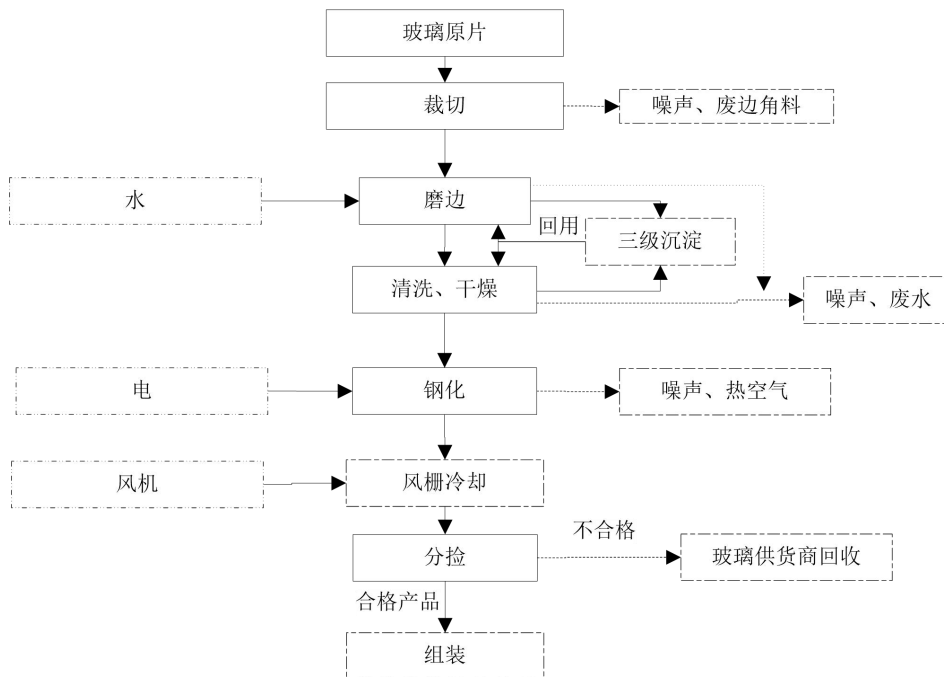 玻璃原片
裁切
噪声、废边角料
水
磨边
回用
三级沉淀
清洗、干燥
噪声、废水
电
钢化
噪声、热空气
风机
风栅冷却
不合格
分捡
玻璃供货商回收
合格产品
组装